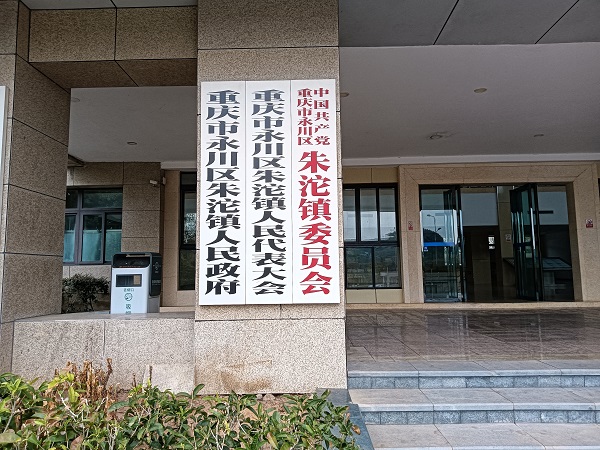 中国共产党
重庆市永川区
朱沱镇委员会
重庆市永川区朱沱镇人民代表大会
重庆市永川区朱沱镇人民政府